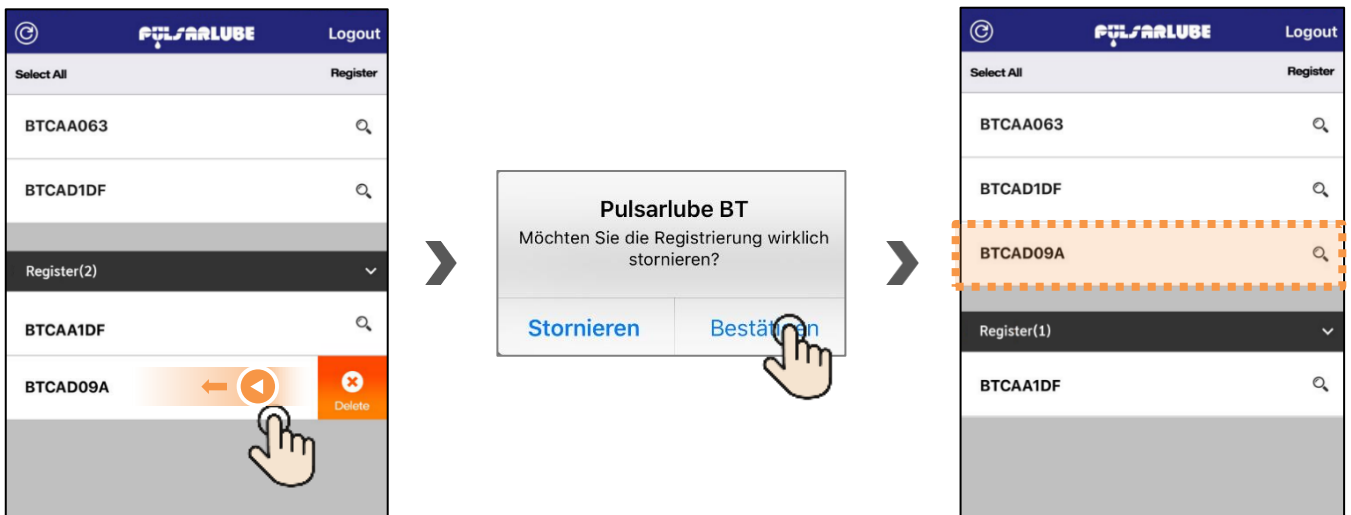 PULSARLUBE
Logout
Select All
Register
BTCAA063
BTCAD1DF
Register(2)
BTCAA1DF
BTCAD09A
Delete
Pulsarlube BT
Möchten Sie die Registrierung wirklich
stornieren?
Stornieren
Bestätigen
PULSARLUBE
Logout
Select All
Register
BTCAA063
BTCAD1DF
BTCAD09A
Register(1)
BTCAA1DF